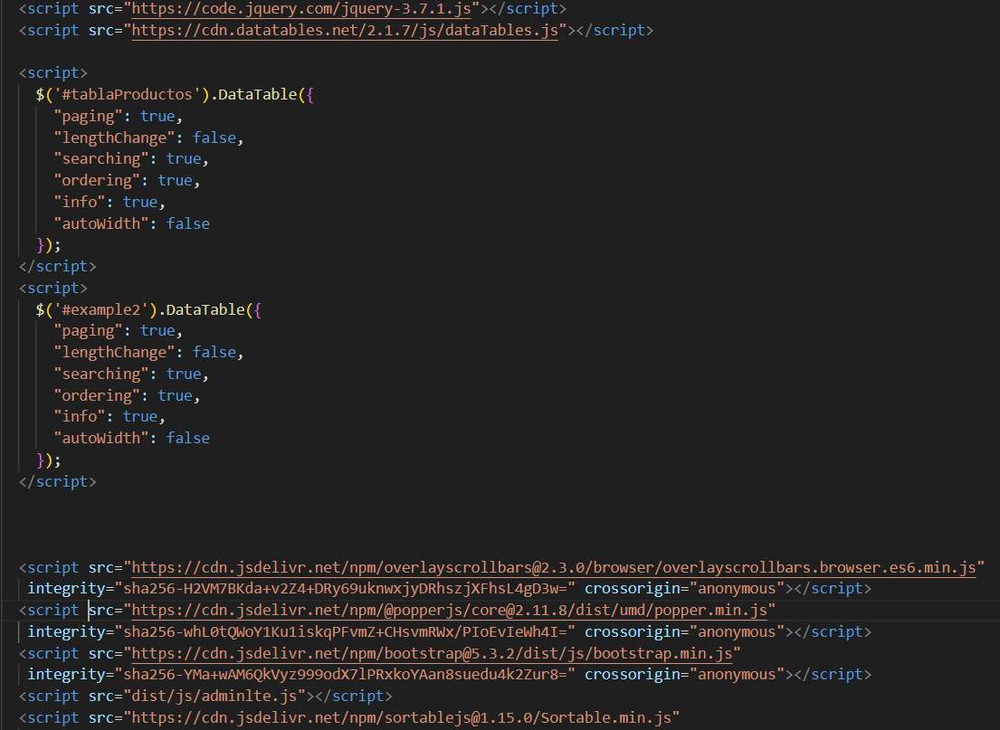 <script src="https://code.jquery.com/jquery-3.7.1.js"></script>
<script src="https://cdn.datatables.net/2.1.7/js/dataTables.js"></script>
<script>
$('#tablaProductos').DataTable({
"paging": true,
"lengthChange": false,
"searching": true,
"ordering": true,
"info": true,
"autoWidth": false
});
</script>
<script>
$('#example2').DataTable({
"paging": true,
"lengthChange": false,
"searching": true,
"ordering": true,
"info": true,
"autoWidth": false
});
</script>
<script src="https://cdn.jsdelivr.net/npm/overlayscrollbars@2.3.0/browser/overlayscrollbars.browser.es6.min.js"
integrity="sha256-H2VM7BKda+v2Z4+DRy69uknwxjyDRhszjXFhsL4gD3w=" crossorigin="anonymous"></script>
<script src="https://cdn.jsdelivr.net/npm/@popperjs/core@2.11.8/dist/umd/popper.min.js"
integrity="sha256-whL0tQWoY1Ku1iskqPFvmZ+CHsvmRWx/PIoEvIeWh4I=" crossorigin="anonymous"></script>
<script src="https://cdn.jsdelivr.net/npm/bootstrap@5.3.2/dist/js/bootstrap.min.js"
integrity="sha256-YMa+wAM6QkVyz999odX7lPRxkoYAan8suedu4k2Zur8=" crossorigin="anonymous"></script>
<script src="dist/js/adminlte.js"></script>
<script src="https://cdn.jsdelivr.net/npm/sortablejs@1.15.0/Sortable.min.js"